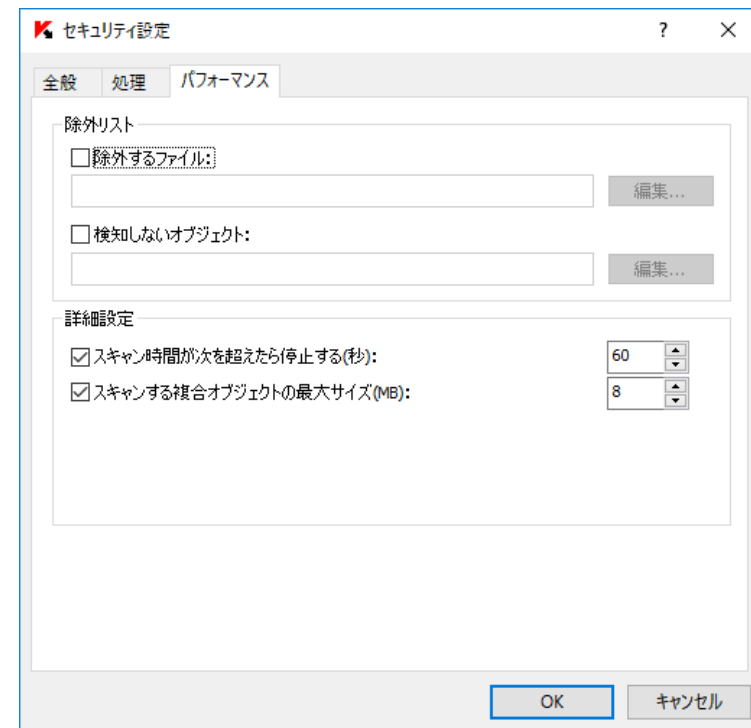 セキュリティ設定
全般 処理 パフォーマンス
除外リスト
除外するファイル:
編集...
検知しないオブジェクト:
編集...
詳細設定
スキャン時間が次を超えたら停止する(秒): 60
スキャンする複合オブジェクトの最大サイズ(MB): 8
OK キャンセル